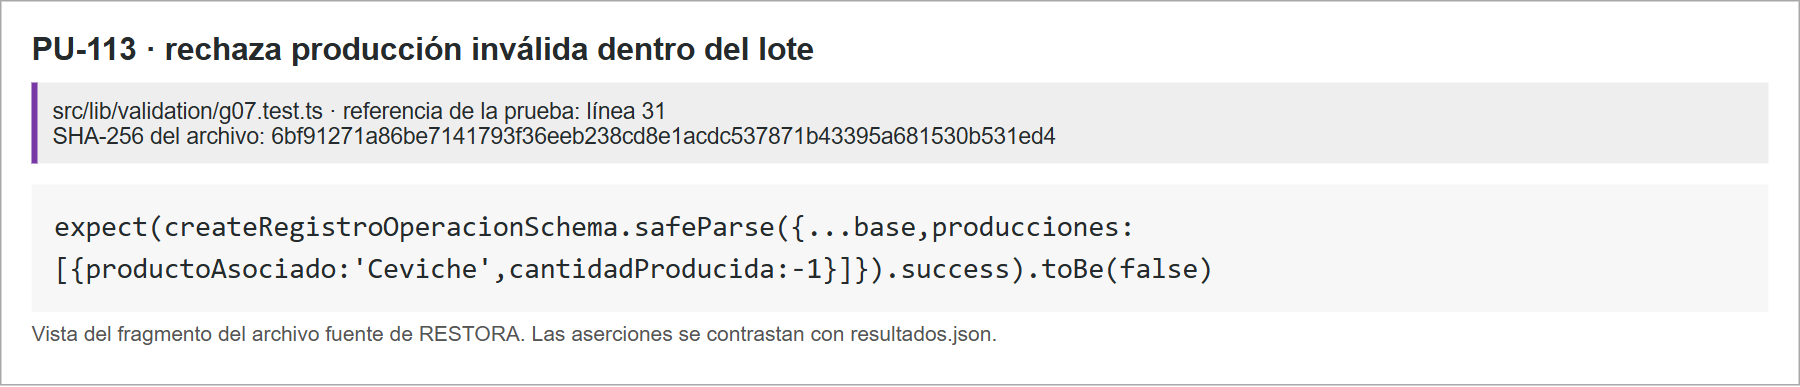 PU-113 · rechaza producción inválida dentro del lote
src/lib/validation/g07.test.ts · referencia de la prueba: línea 31
SHA-256 del archivo: 6bf91271a86be7141793f36eeb238cd8e1acdc537871b43395a681530b531ed4
expect(createRegistroOperacionSchema.safeParse({...base,producciones:
[{productoAsociado:'Ceviche',cantidadProducida:-1}]}).success).toBe(false)
Vista del fragmento del archivo fuente de RESTORA. Las aserciones se contrastan con resultados.json.